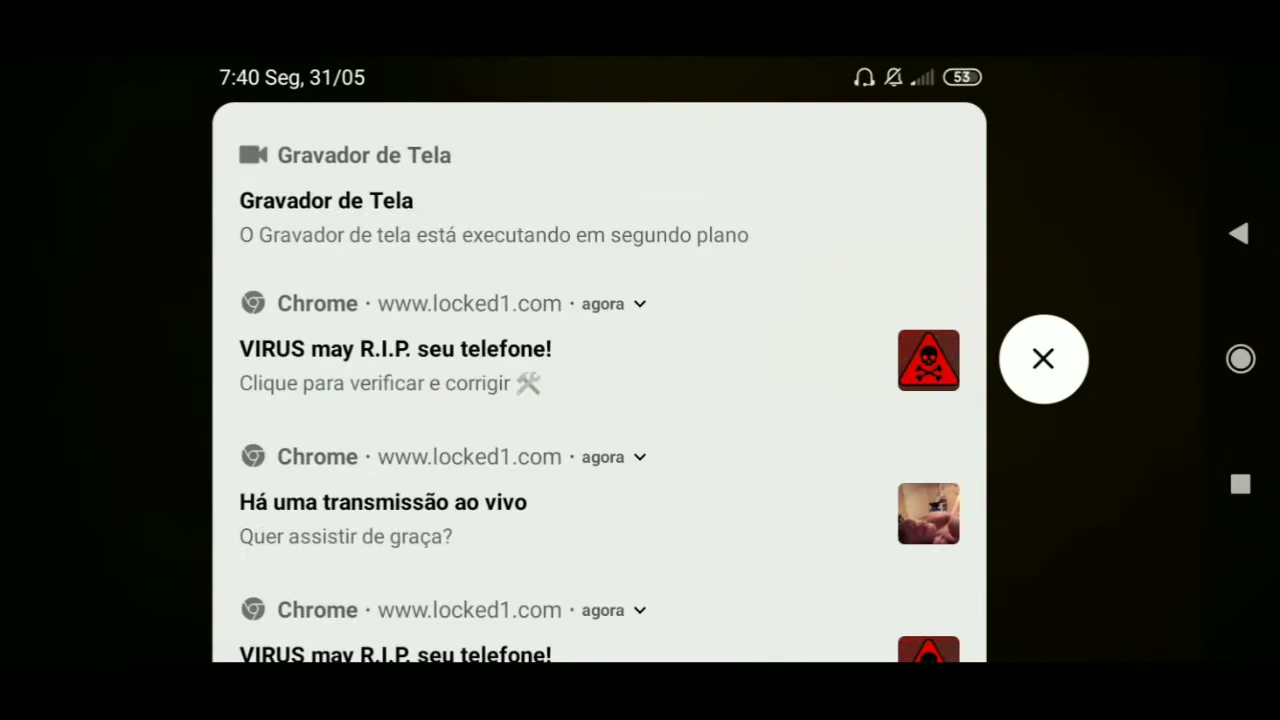 7:40 Seg, 31/05
53
Gravador de Tela
Gravador de Tela
O Gravador de tela está executando em segundo plano
Chrome · www.locked1.com · agora
VIRUS may R.I.P. seu telefone!
Clique para verificar e corrigir 🛠
Chrome · www.locked1.com · agora
Há uma transmissão ao vivo
Quer assistir de graça?
Chrome · www.locked1.com · agora
VIRUS may R.I.P. seu telefone!